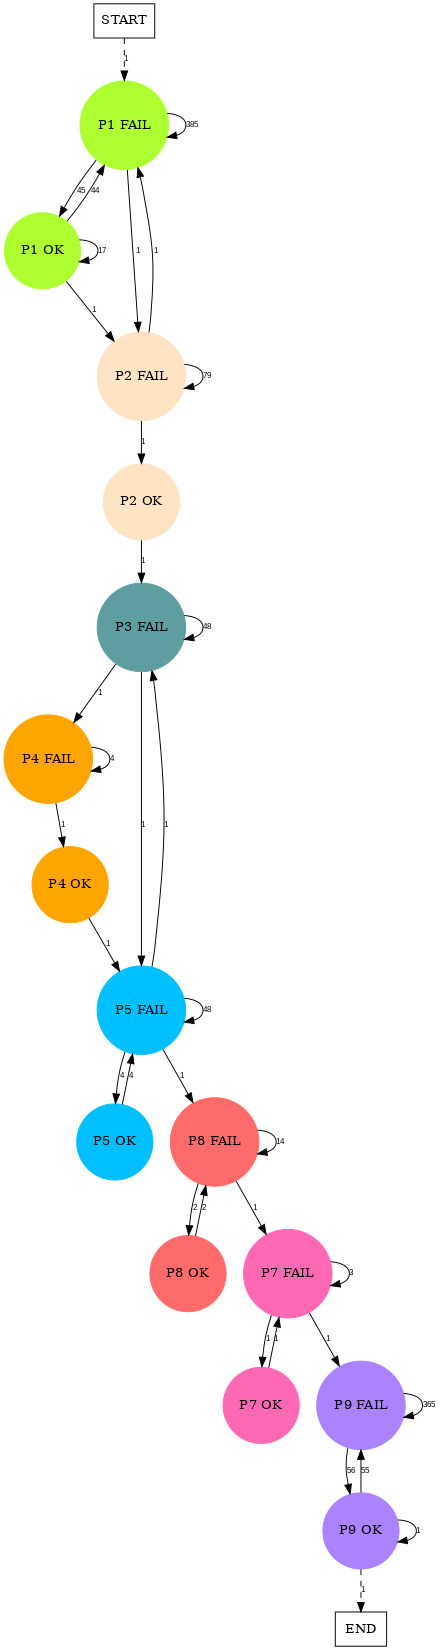 START
1
P1 FAIL
385
45
44
P1 OK
17
1
1
1
P2 FAIL
79
1
P2 OK
1
P3 FAIL
48
1
P4 FAIL
4
1
1
1
P4 OK
1
P5 FAIL
48
4
4
1
P5 OK
P8 FAIL
14
2
2
1
P8 OK
P7 FAIL
3
1
1
1
P7 OK
P9 FAIL
365
56
55
P9 OK
1
1
END